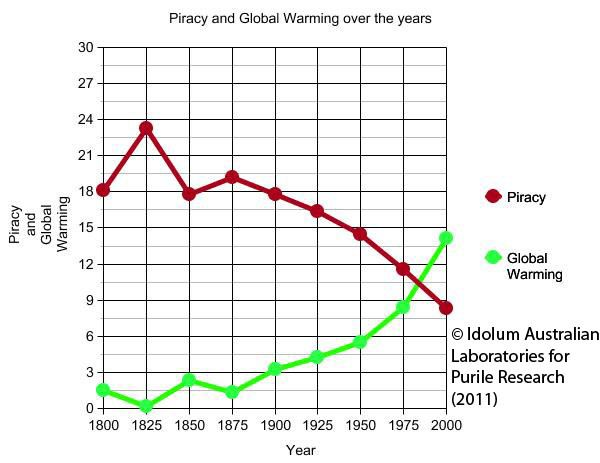 Piracy and Global Warming over the years
30
27
24
21
18
15
12
9
6
3
0
Piracy
and
Global
Warming
1800 1825 1850 1875 1900 1925 1950 1975 2000
Year
Piracy
Global
Warming
© Idolum Australian
Laboratories for
Purile Research
(2011)